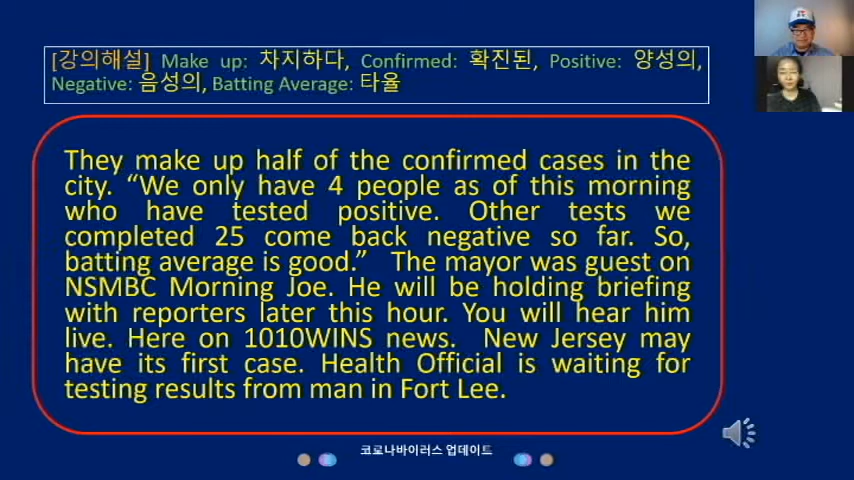 [강의해설] Make up: 차지하다, Confirmed: 확진된, Positive: 양성의,
Negative: 음성의, Batting Average: 타율
They make up half of the confirmed cases in the
city. “We only have 4 people as of this morning
who have tested positive. Other tests we
completed 25 come back negative so far. So,
batting average is good.” The mayor was guest on
NSMBC Morning Joe. He will be holding briefing
with reporters later this hour. You will hear him
live. Here on 1010WINS news. New Jersey may
have its first case. Health Official is waiting for
testing results from man in Fort Lee.
코로나바이러스 업데이트